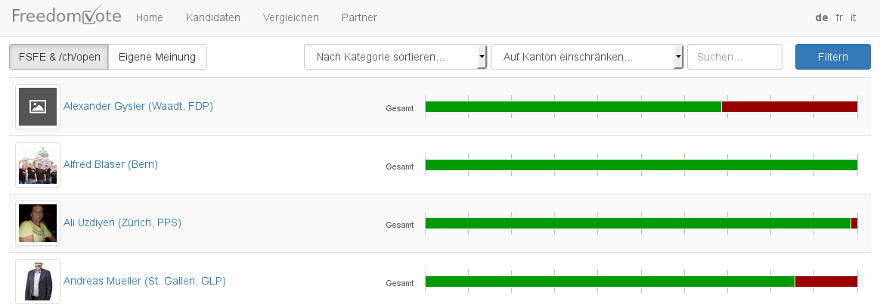 Freedomvote Home Kandidaten Vergleichen Partner de fr it
FSFE & /ch/open Eigene Meinung Nach Kategorie sortieren... Auf Kanton einschränken... Suchen... Filtern
Alexander Gysler (Waadt, FDP) Gesamt
Alfred Blaser (Bern) Gesamt
Ali Uzdiyen (Zürich, PPS) Gesamt
Andreas Mueller (St. Gallen, GLP) Gesamt